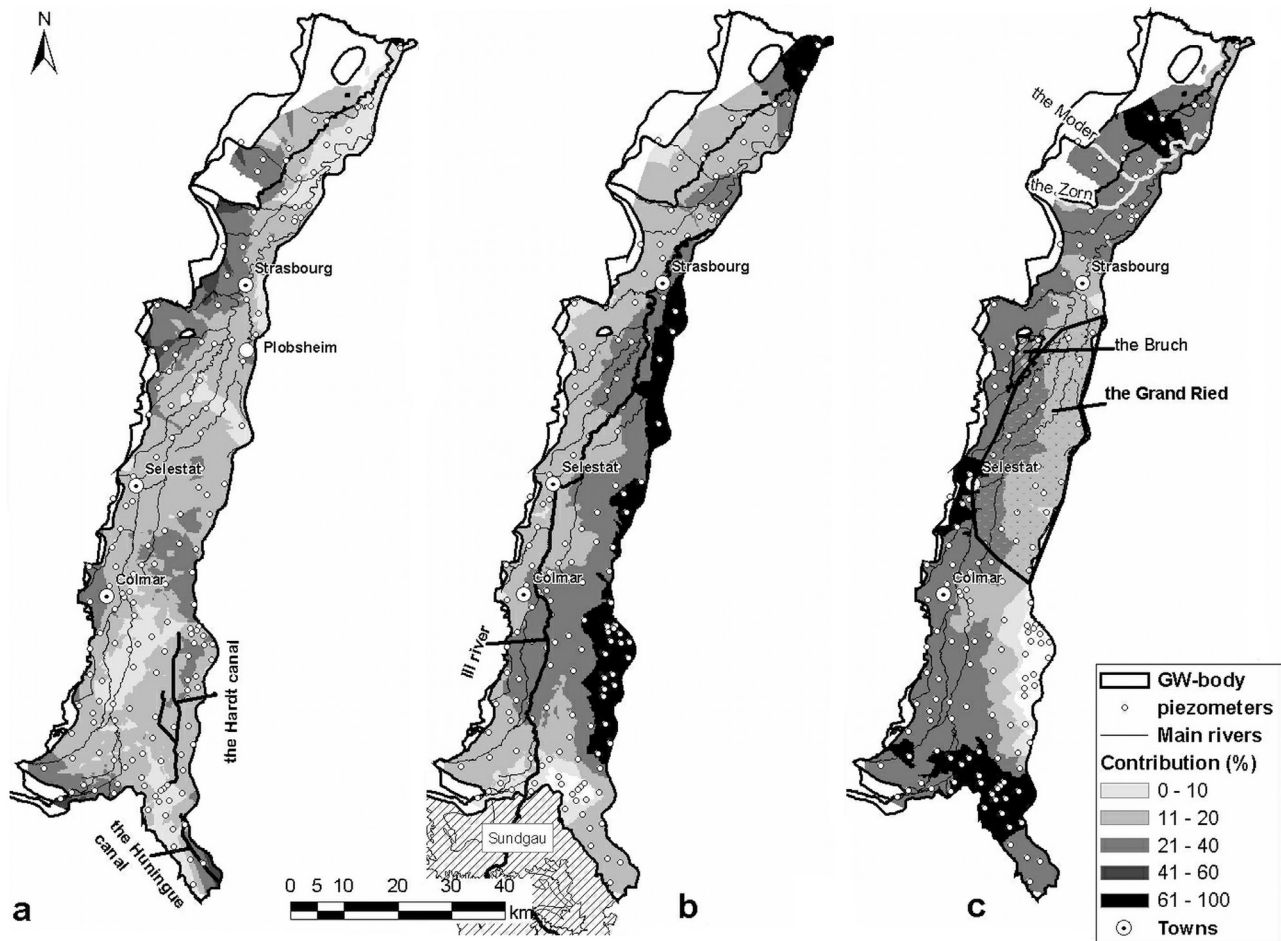 N
Strasbourg
Plobsheim
Selestat
Colmar
the Hardt canal
the Huningue
canal
a
0 5 10 20 30 40
km
Strasbourg
Selestat
Colmar
Ill river
Sundgau
b
the Moder
the Zorn
Strasbourg
the Bruch
the Grand Ried
Selestat
Colmar
c
GW-body
piezometers
Main rivers
Contribution (%)
0 - 10
11 - 20
21 - 40
41 - 60
61 - 100
Towns